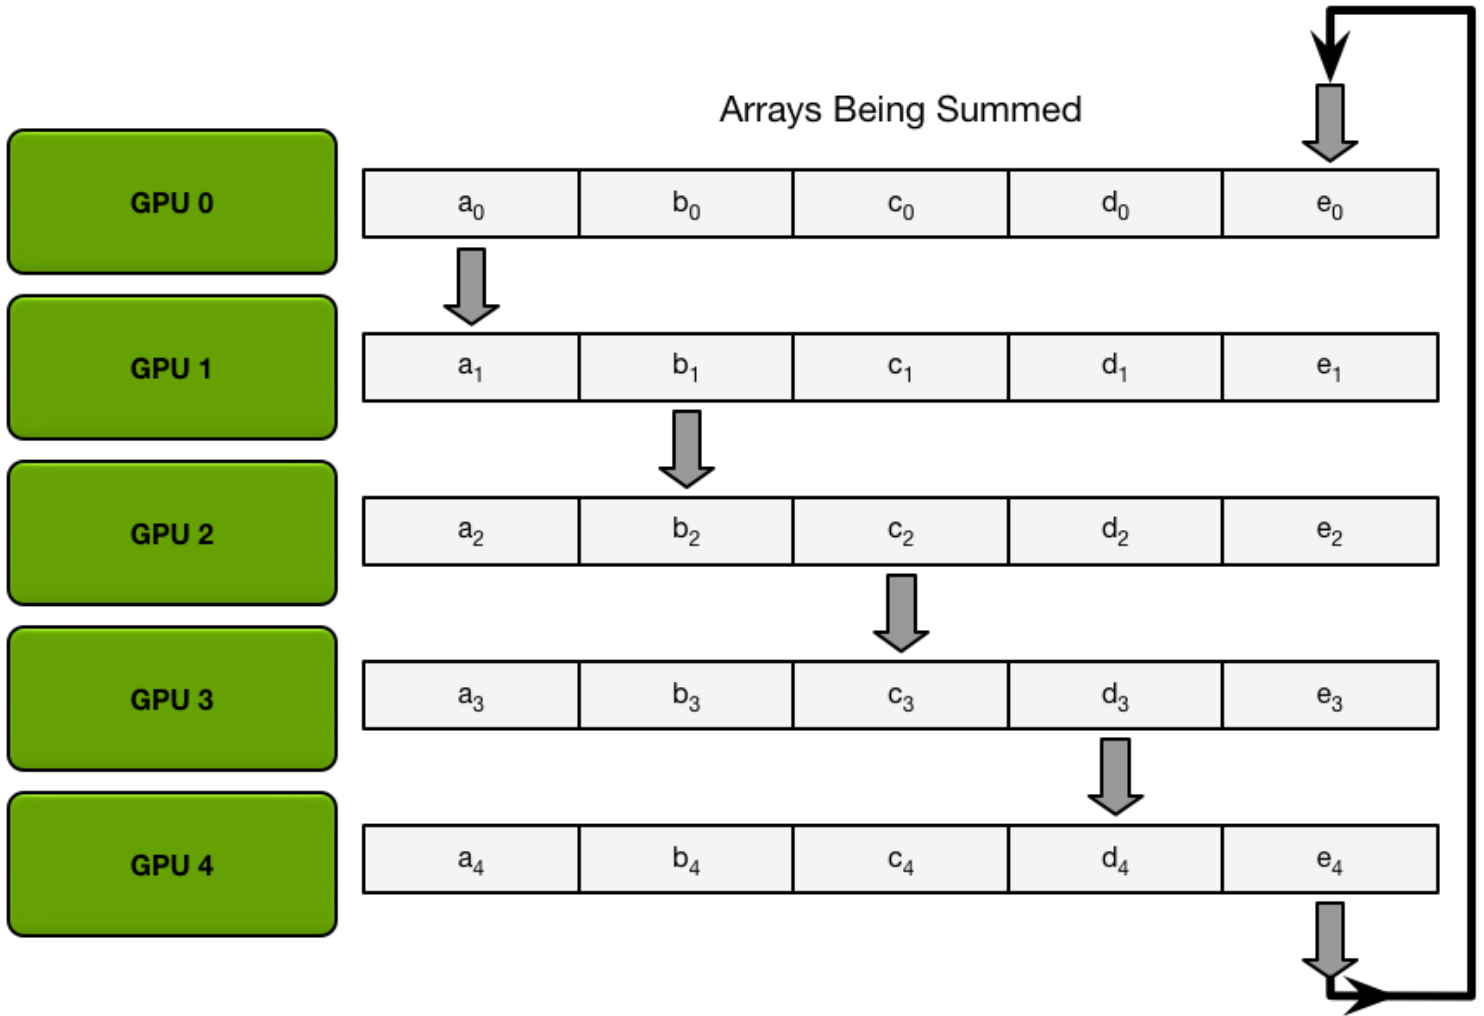 Arrays Being Summed
GPU 0 a₀ b₀ c₀ d₀ e₀
GPU 1 a₁ b₁ c₁ d₁ e₁
GPU 2 a₂ b₂ c₂ d₂ e₂
GPU 3 a₃ b₃ c₃ d₃ e₃
GPU 4 a₄ b₄ c₄ d₄ e₄